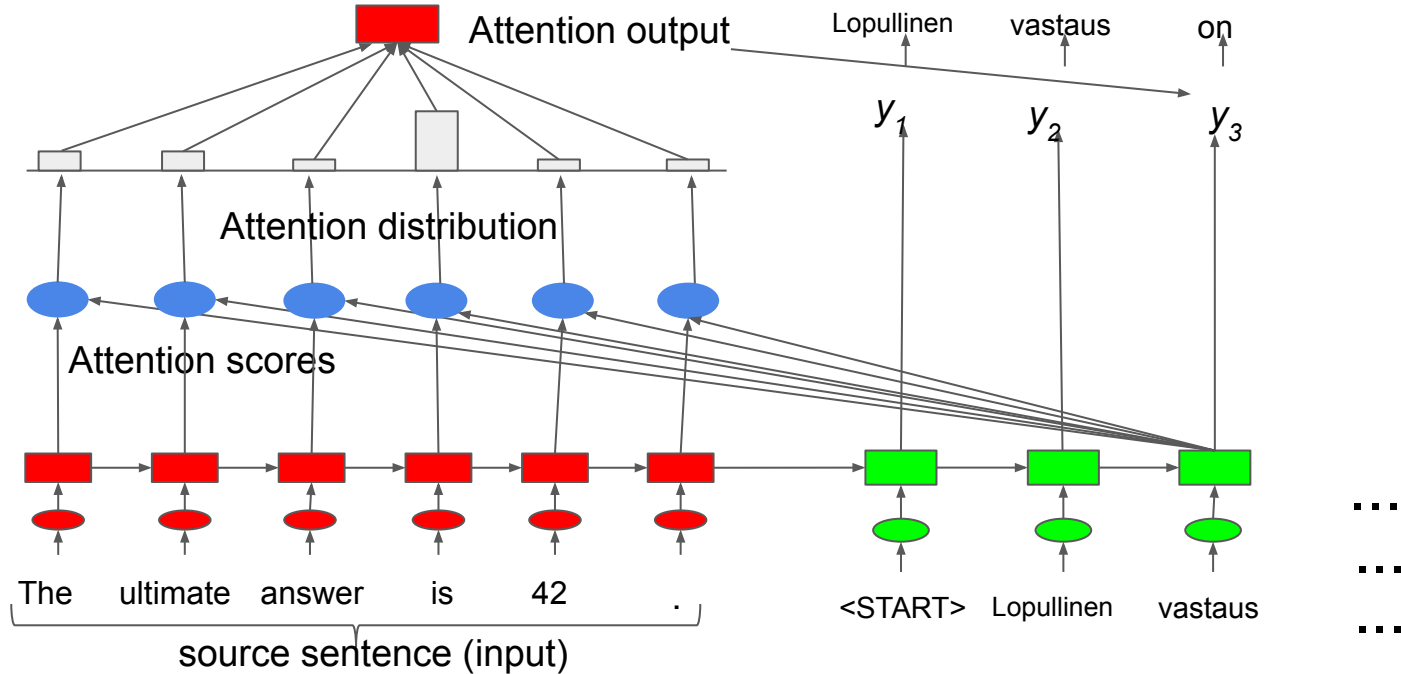 Attention output
Lopullinen vastaus on
y1 y2 y3
Attention distribution
Attention scores
The ultimate answer is 42 .
<START> Lopullinen vastaus
source sentence (input)
...
...
...